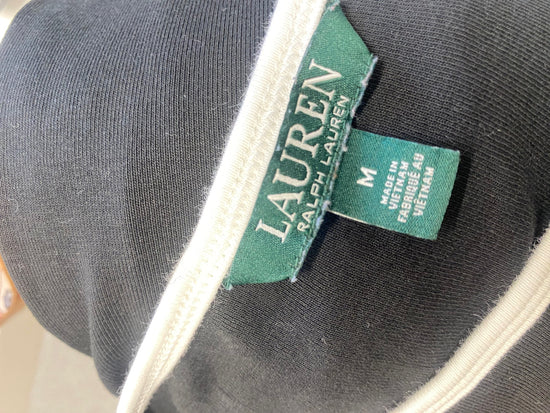 LAUREN
RALPH LAUREN
M
MADE IN
VIETNAM
FABRIQUÉ AU
VIETNAM